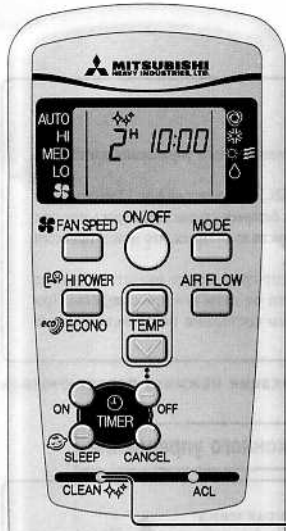 MITSUBISHI
HEAVY INDUSTRIES, LTD.
AUTO
HI
MED
LO
2H 10:00
FAN SPEED
ON/OFF
MODE
HI POWER
eco ECONO
TEMP
AIR FLOW
ON
TIMER
OFF
SLEEP
CANCEL
CLEAN
ACL